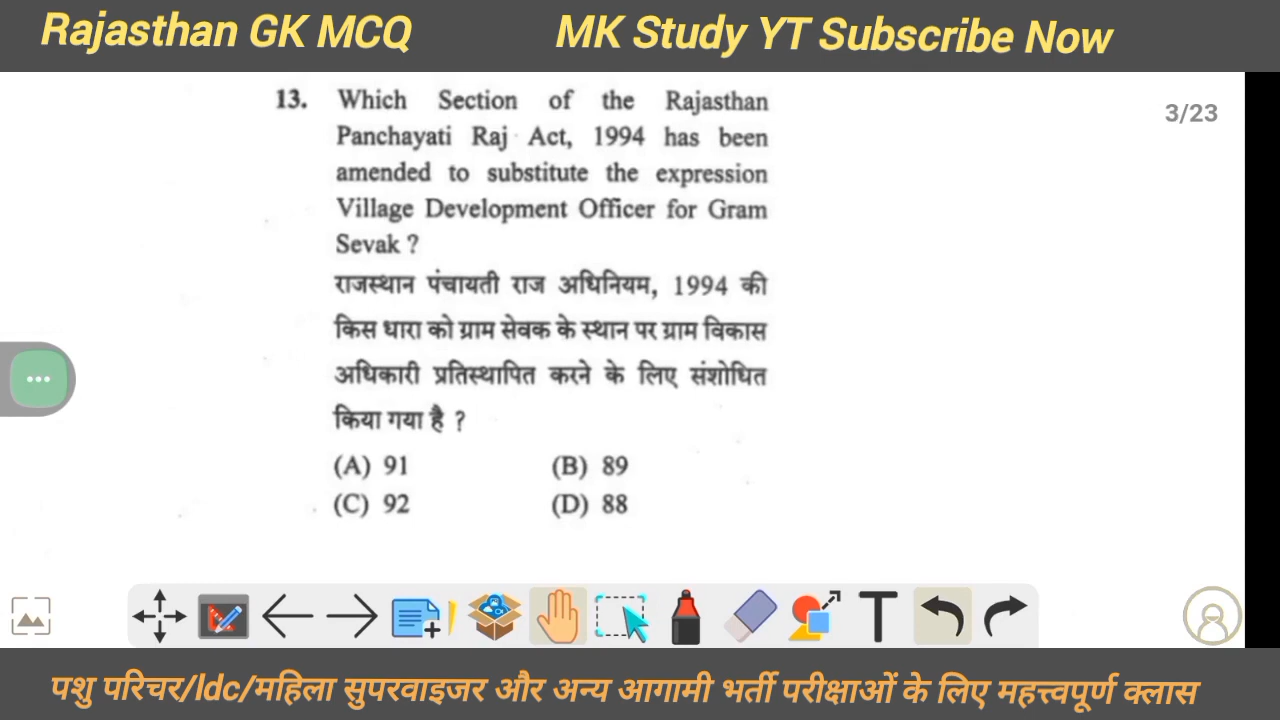 Rajasthan GK MCQ MK Study YT Subscribe Now
3/23
13. Which Section of the Rajasthan
Panchayati Raj Act, 1994 has been
amended to substitute the expression
Village Development Officer for Gram
Sevak ?
राजस्थान पंचायती राज अधिनियम, 1994 की
किस धारा को ग्राम सेवक के स्थान पर ग्राम विकास
अधिकारी प्रतिस्थापित करने के लिए संशोधित
किया गया है ?
(A) 91 (B) 89
(C) 92 (D) 88
पशु परिचर/ldc/महिला सुपरवाइजर और अन्य आगामी भर्ती परीक्षाओं के लिए महत्त्वपूर्ण क्लास